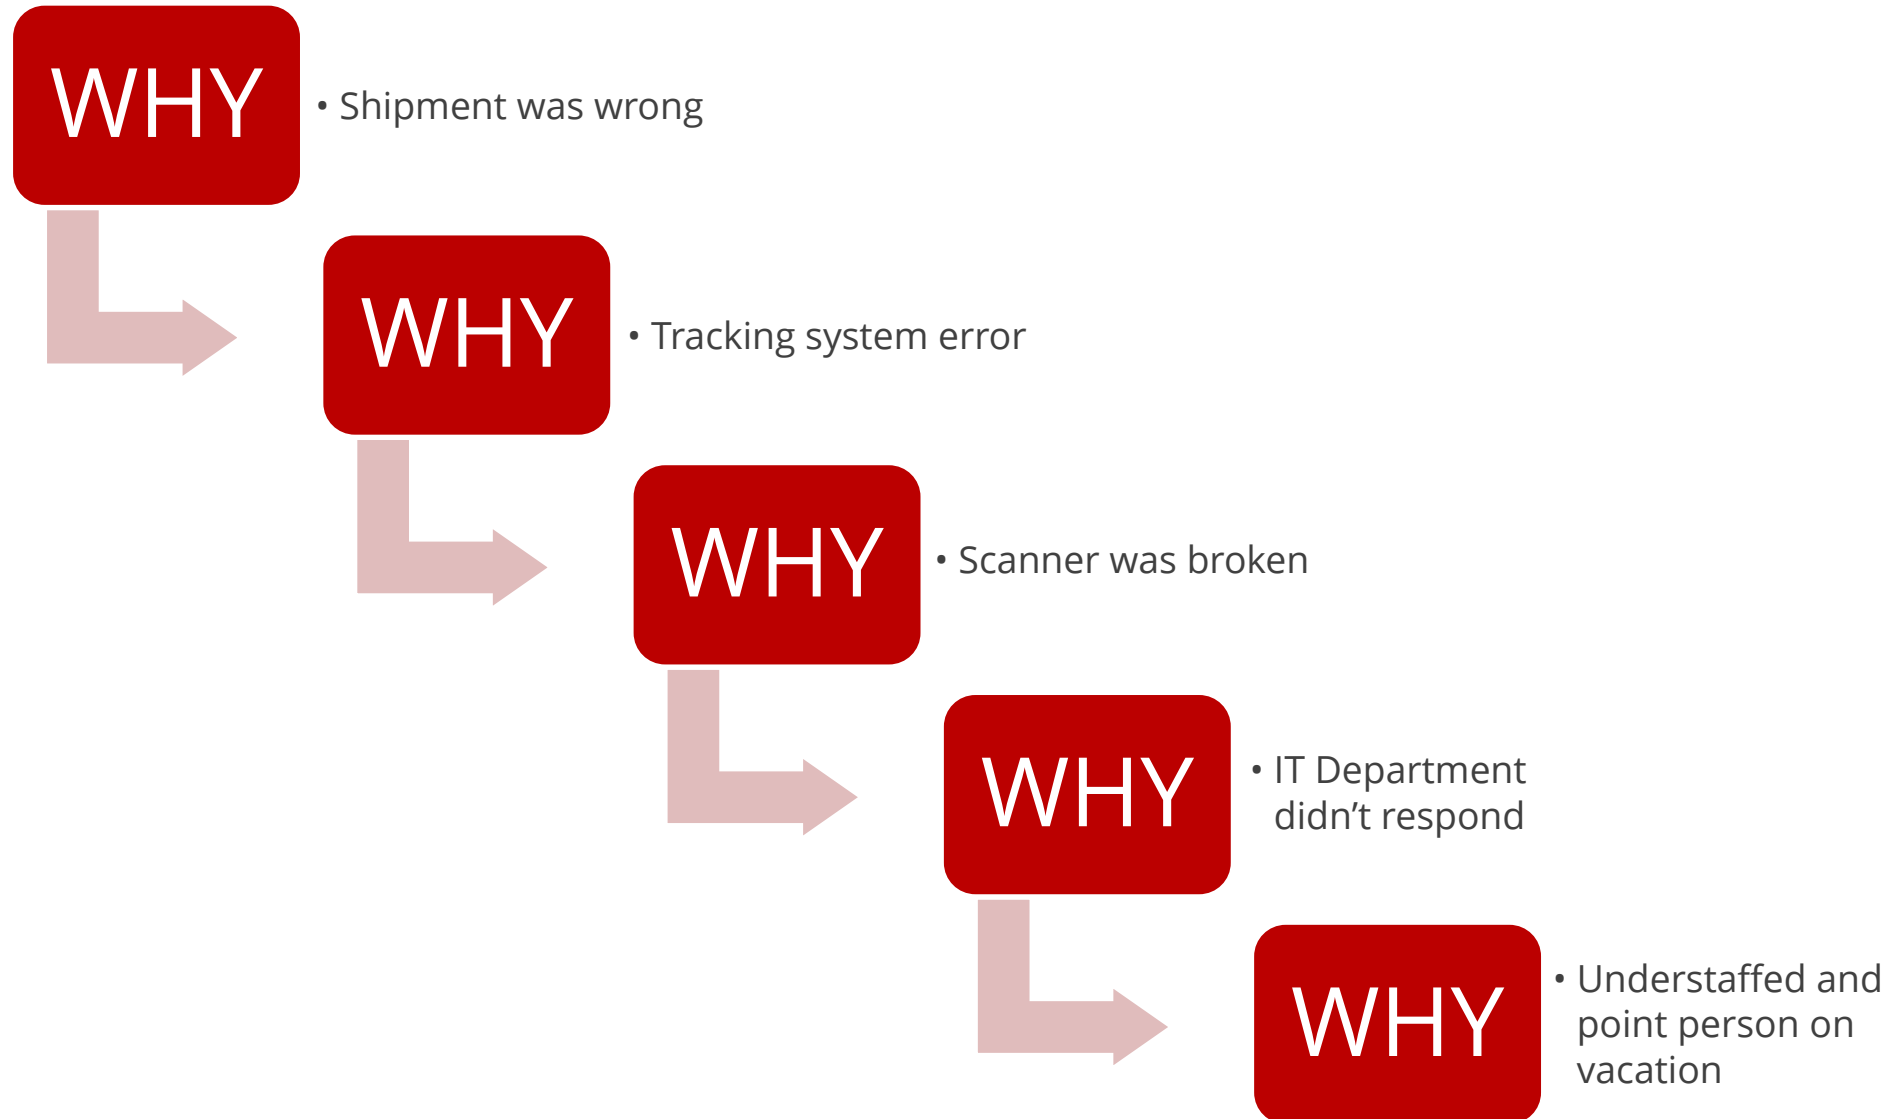 WHY
• Shipment was wrong
WHY
• Tracking system error
WHY
• Scanner was broken
WHY
• IT Department
didn’t respond
WHY
• Understaffed and
point person on
vacation